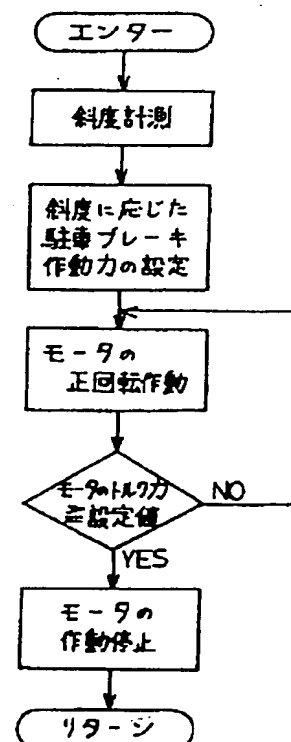 エンター
斜度計測
斜度に応じた
駐車ブレーキ
作動力の設定
モータの
正回転作動
モータのトルク力
≧設定値
NO
YES
モータの
作動停止
リターン